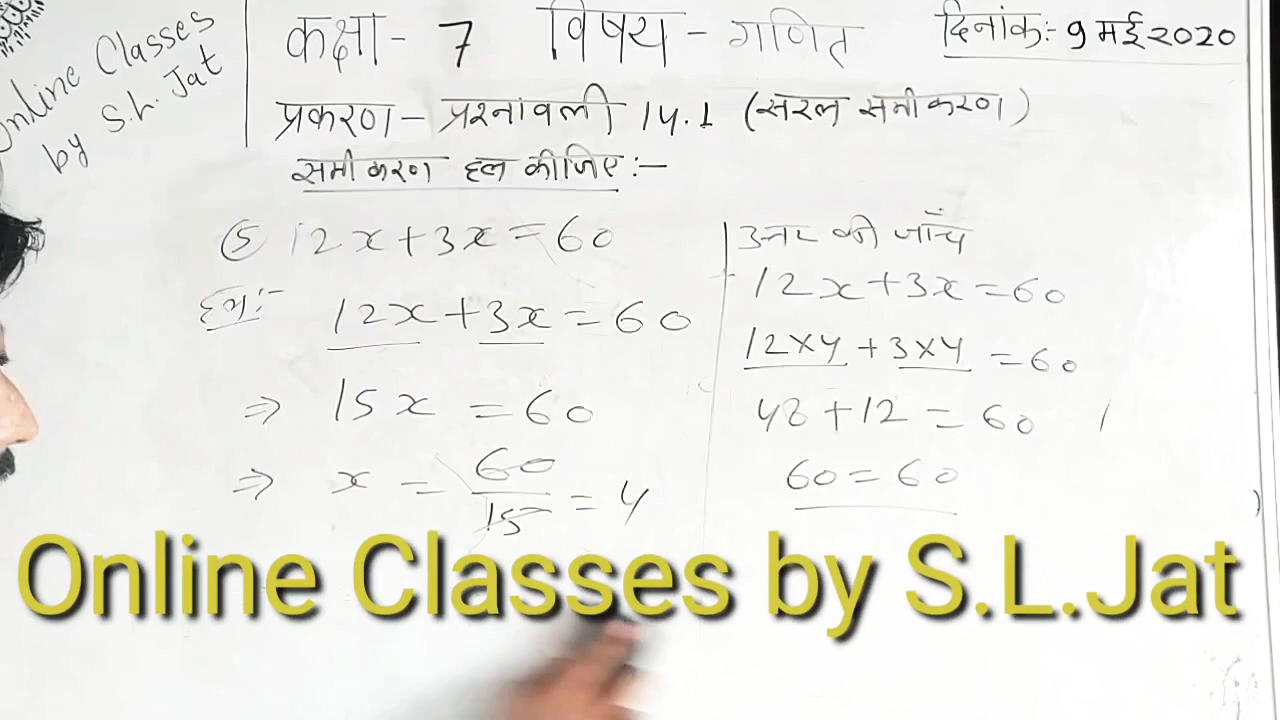 Online Classes
by S.L. Jat
कक्षा - 7 विषय - गणित दिनांक:- 9 मई 2020
प्रकरण - प्रश्नावली 14.1 (सरल समीकरण)
समीकरण हल कीजिए :-
⑤ 12x + 3x = 60
हल:- 12x + 3x = 60
⇒ 15x = 60
⇒ x = 60/15 = 4
उत्तर की जाँच
12x + 3x = 60
12×4 + 3×4 = 60
48 + 12 = 60
60 = 60
Online Classes by S.L.Jat